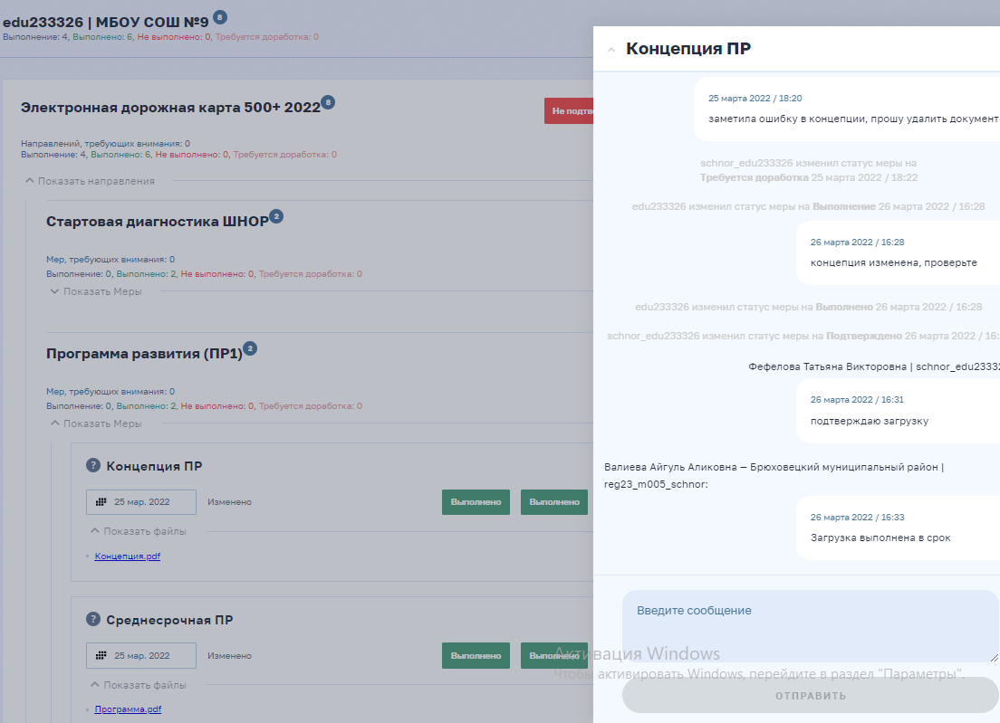 edu233326 | МБОУ СОШ №9 8
Выполнение: 4, Выполнено: 6, Не выполнено: 0, Требуется доработка: 0
Электронная дорожная карта 500+ 2022 8
Не подтв
Направлений, требующих внимания: 0
Выполнение: 4, Выполнено: 6, Не выполнено: 0, Требуется доработка: 0
Показать направления
Стартовая диагностика ШНОР 2
Мер, требующих внимания: 0
Выполнение: 0, Выполнено: 2, Не выполнено: 0, Требуется доработка: 0
Показать Меры
Программа развития (ПР1) 2
Мер, требующих внимания: 0
Выполнение: 0, Выполнено: 2, Не выполнено: 0, Требуется доработка: 0
Показать Меры
? Концепция ПР
25 мар. 2022 Изменено Выполнено Выполнено
Показать файлы
Концепция.pdf
? Среднесрочная ПР
25 мар. 2022 Изменено Выполнено Выполнено
Показать файлы
Программа.pdf
Концепция ПР
25 марта 2022 / 18:20
заметила ошибку в концепции, прошу удалить документ
schnor_edu233326 изменил статус меры на
Требуется доработка 25 марта 2022 / 18:22
edu233326 изменил статус меры на Выполнение 26 марта 2022 / 16:28
26 марта 2022 / 16:28
концепция изменена, проверьте
edu233326 изменил статус меры на Выполнено 26 марта 2022 / 16:28
schnor_edu233326 изменил статус меры на Подтверждено 26 марта 2022 / 16:
Фефелова Татьяна Викторовна | schnor_edu23332
26 марта 2022 / 16:31
подтверждаю загрузку
Валиева Айгуль Аликовна — Брюховецкий муниципальный район |
reg23_m005_schnor:
26 марта 2022 / 16:33
Загрузка выполнена в срок
Введите сообщение
Активация Windows
Чтобы активировать Windows, перейдите в раздел "Параметры".
ОТПРАВИТЬ